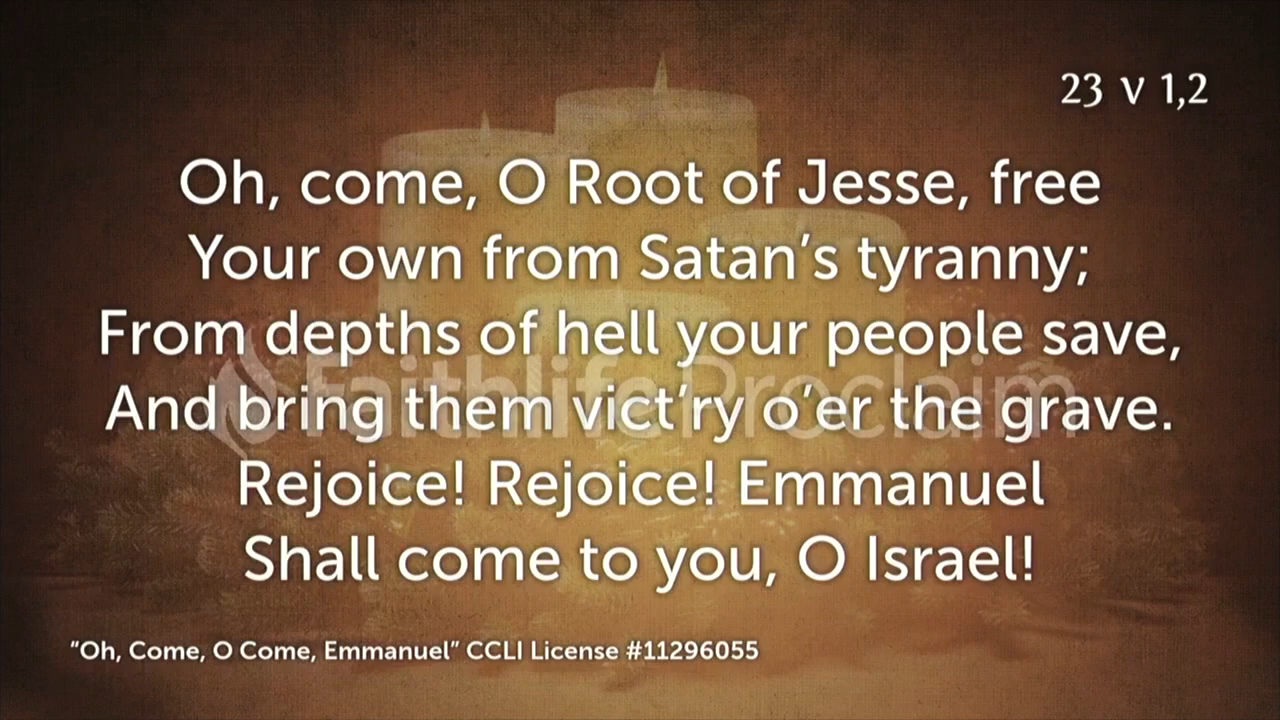 23 v 1,2
Oh, come, O Root of Jesse, free
Your own from Satan’s tyranny;
From depths of hell your people save,
Faithlife Proclaim
And bring them vict’ry o’er the grave.
Rejoice! Rejoice! Emmanuel
Shall come to you, O Israel!
“Oh, Come, O Come, Emmanuel” CCLI License #11296055